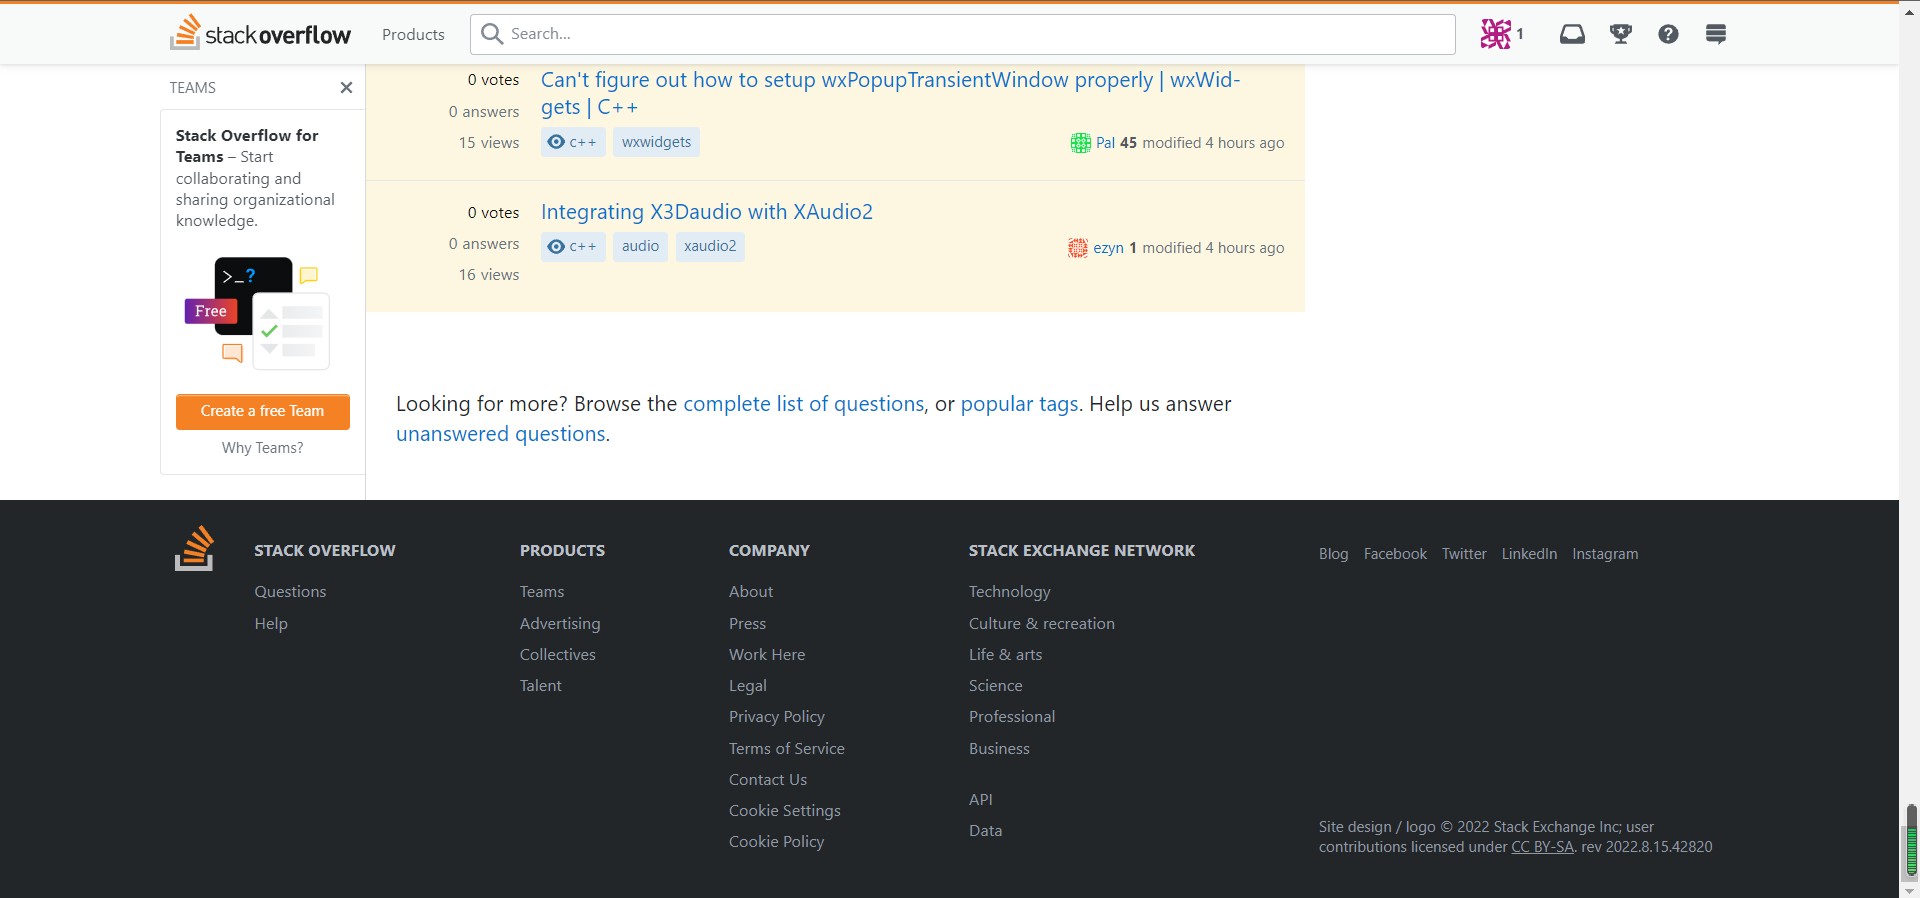 stackoverflow
Products
Search...
1
TEAMS
Stack Overflow for
Teams – Start
collaborating and
sharing organizational
knowledge.
>_?
Free
Create a free Team
Why Teams?
0 votes
0 answers
15 views
Can't figure out how to setup wxPopupTransientWindow properly | wxWid-
gets | C++
c++ wxwidgets
Pal 45 modified 4 hours ago
0 votes
0 answers
16 views
Integrating X3Daudio with XAudio2
c++ audio xaudio2
ezyn 1 modified 4 hours ago
Looking for more? Browse the complete list of questions, or popular tags. Help us answer
unanswered questions.
STACK OVERFLOW
Questions
Help
PRODUCTS
Teams
Advertising
Collectives
Talent
COMPANY
About
Press
Work Here
Legal
Privacy Policy
Terms of Service
Contact Us
Cookie Settings
Cookie Policy
STACK EXCHANGE NETWORK
Technology
Culture & recreation
Life & arts
Science
Professional
Business
API
Data
Blog Facebook Twitter LinkedIn Instagram
Site design / logo © 2022 Stack Exchange Inc; user
contributions licensed under CC BY-SA. rev 2022.8.15.42820